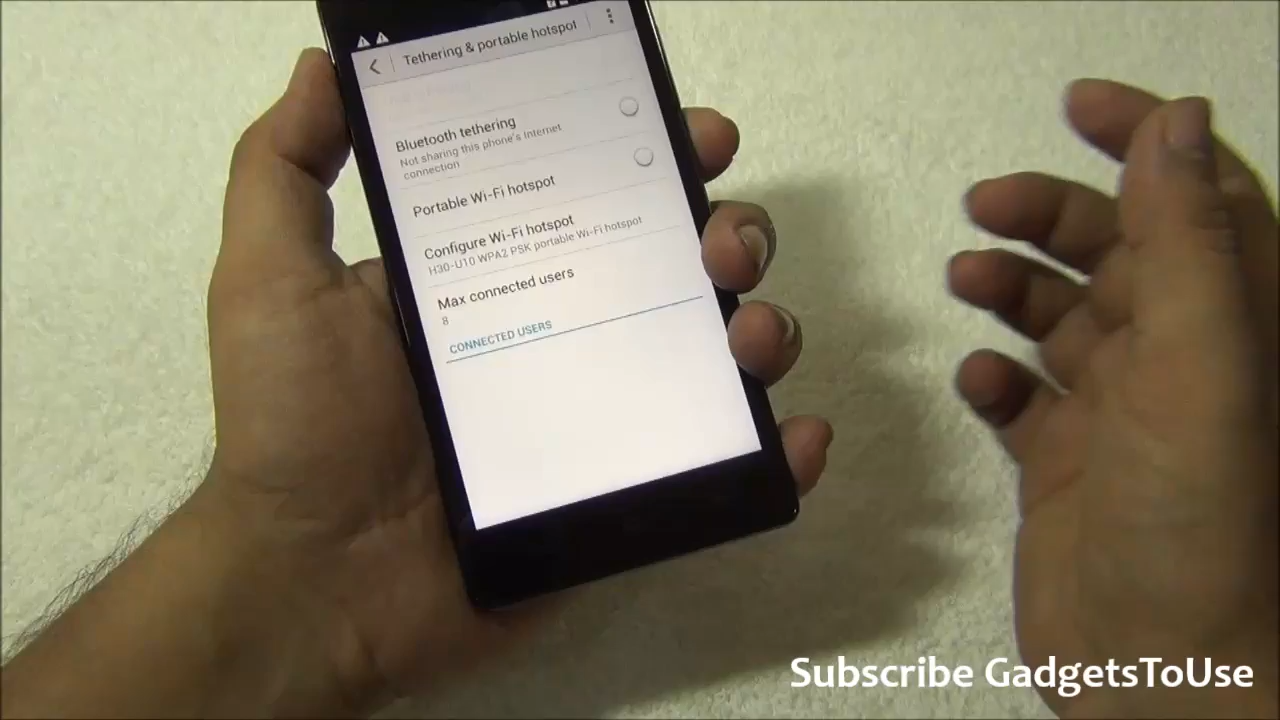 Tethering & portable hotspot
Bluetooth tethering
Not sharing this phone's Internet
connection
Portable Wi-Fi hotspot
Configure Wi-Fi hotspot
H30-U10 WPA2 PSK portable Wi-Fi hotspot
Max connected users
8
CONNECTED USERS
Subscribe GadgetsToUse